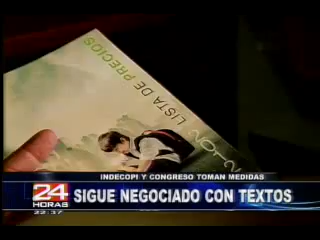 LISTA DE PRECIOS
INDECOPI Y CONGRESO TOMAN MEDIDAS
24
HORAS
22:37
SIGUE NEGOCIADO CON TEXTOS